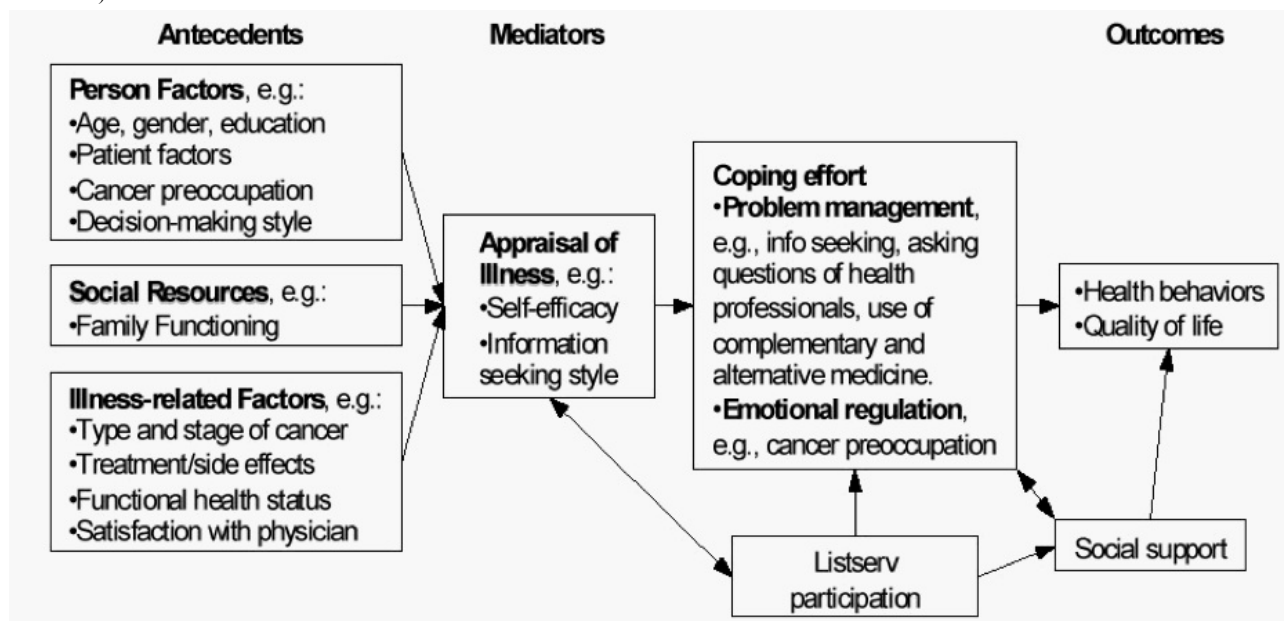 Antecedents
Mediators
Outcomes
Person Factors, e.g.:
•Age, gender, education
•Patient factors
•Cancer preoccupation
•Decision-making style
Social Resources, e.g.:
•Family Functioning
Illness-related Factors, e.g.:
•Type and stage of cancer
•Treatment/side effects
•Functional health status
•Satisfaction with physician
Appraisal of
Illness, e.g.:
•Self-efficacy
•Information
seeking style
Coping effort
•Problem management,
e.g., info seeking, asking
questions of health
professionals, use of
complementary and
alternative medicine.
•Emotional regulation,
e.g., cancer preoccupation
•Health behaviors
•Quality of life
Listserv
participation
Social support